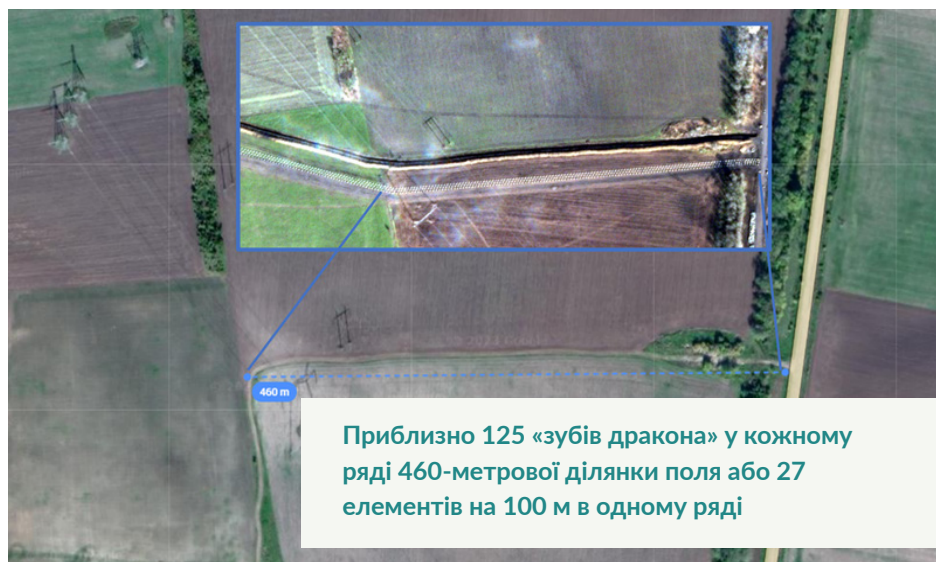 460 m
Приблизно 125 «зубів дракона» у кожному
ряді 460-метрової ділянки поля або 27
елементів на 100 м в одному ряді